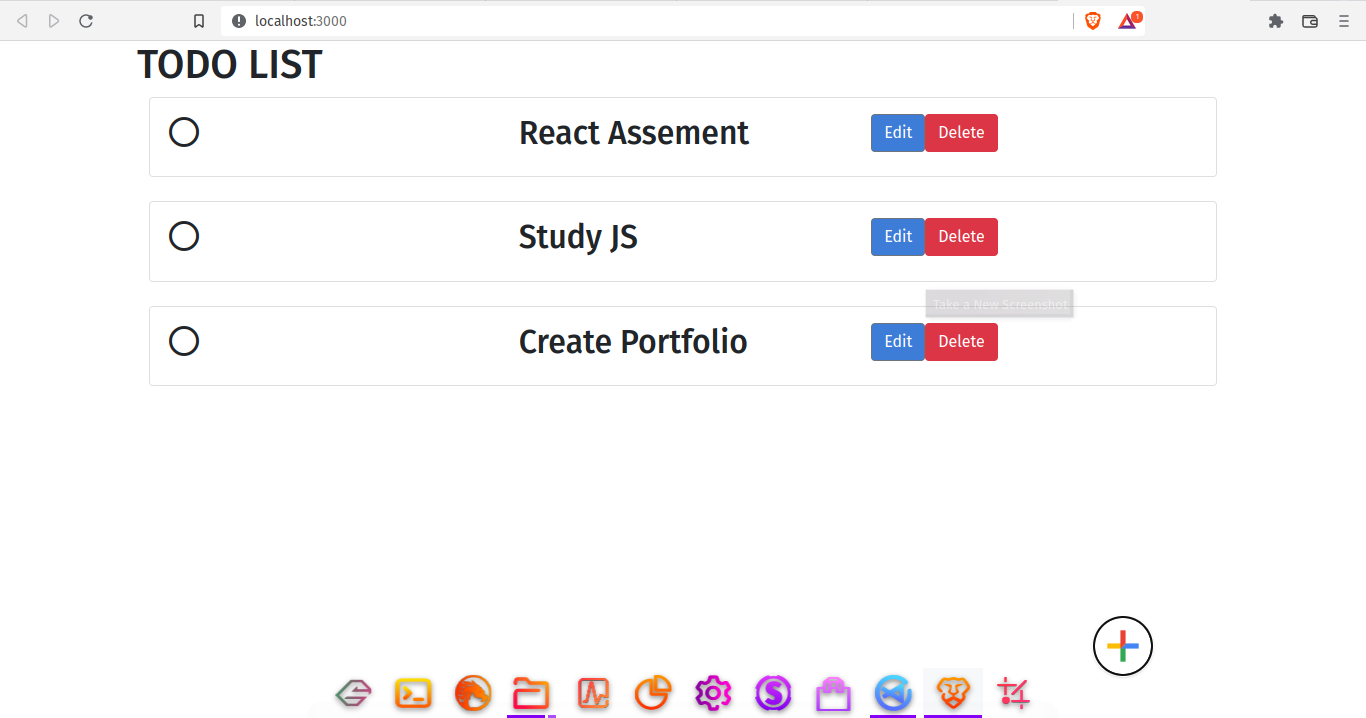 localhost:3000
1
TODO LIST
React Assement
Edit Delete
Study JS
Edit Delete
Take a New Screenshot
Create Portfolio
Edit Delete